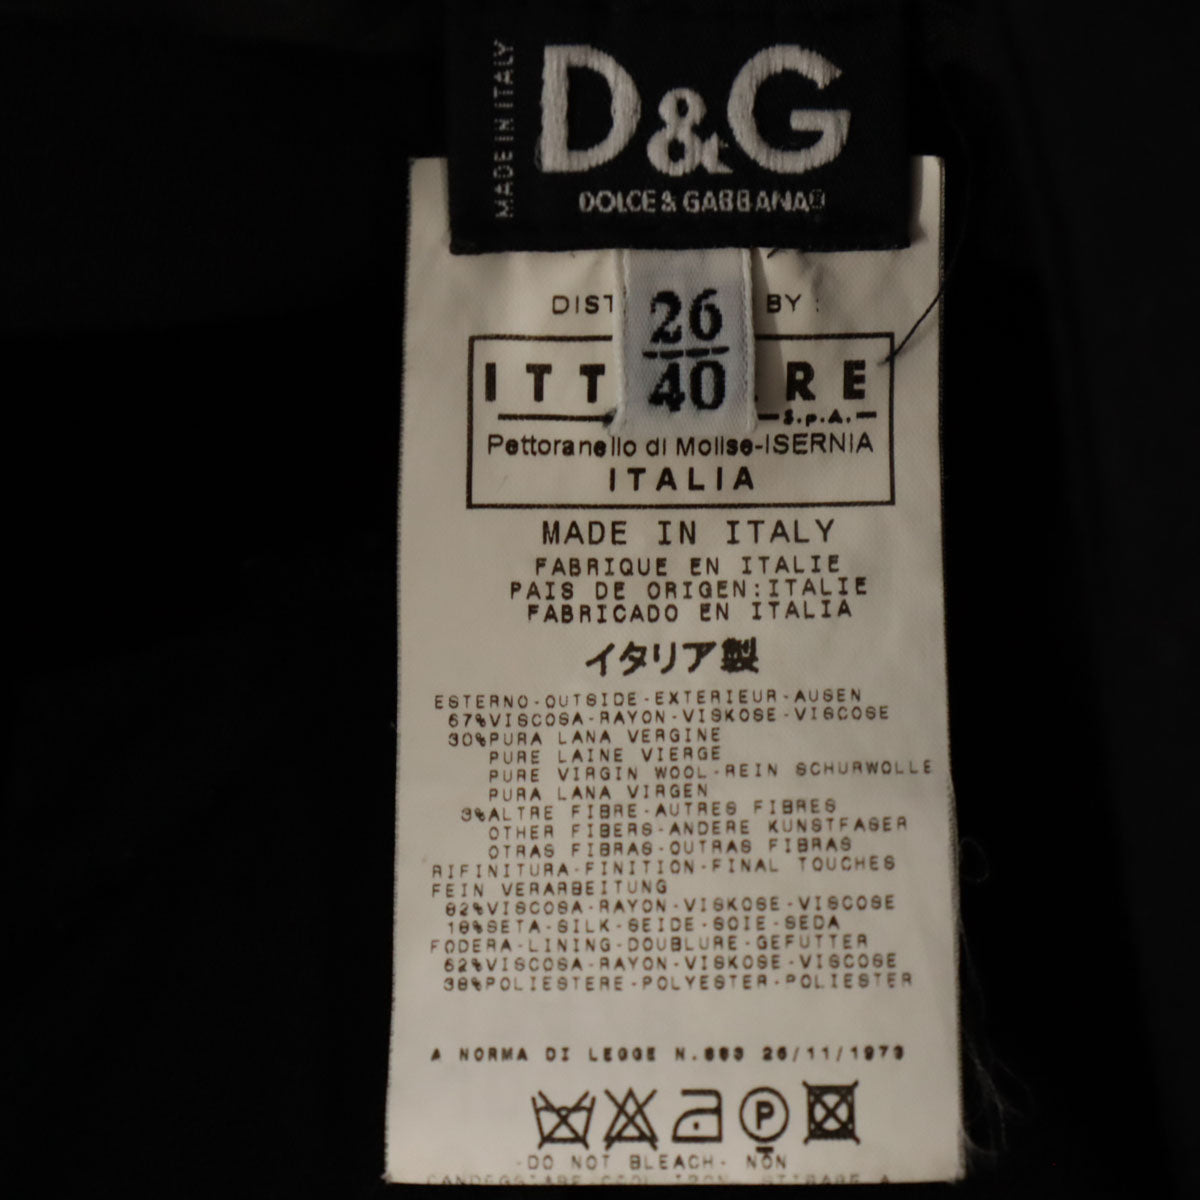 MADE IN ITALY
D&G
DOLCE & GABBANA®
26
40
DIST BY :
ITT RE
S.p.A.
Pettoranello di Molise-ISERNIA
ITALIA
MADE IN ITALY
FABRIQUE EN ITALIE
PAIS DE ORIGEN:ITALIE
FABRICADO EN ITALIA
イタリア製
ESTERNO-OUTSIDE-EXTERIEUR-AUSEN
67%VISCOSA-RAYON-VISKOSE-VISCOSE
30%PURA LANA VERGINE
PURE LAINE VIERGE
PURE VIRGIN WOOL-REIN SCHURWOLLE
PURA LANA VIRGEN
3%ALTRE FIBRE-AUTRES FIBRES
OTHER FIBERS-ANDERE KUNSTFASER
OTRAS FIBRAS-OUTRAS FIBRAS
RIFINITURA-FINITION-FINAL TOUCHES
FEIN VERARBEITUNG
82%VISCOSA-RAYON-VISKOSE-VISCOSE
18%SETA-SILK-SEIDE-SOIE-SEDA
FODERA-LINING-DOUBLURE-GEFUTTER
62%VISCOSA-RAYON-VISKOSE-VISCOSE
38%POLIESTERE-POLYESTER-POLIESTER
A NORMA DI LEGGE N.883 26/11/1973
P
-DO NOT BLEACH- NON
CANDEGGIARE COOL IRON, STIRARE A